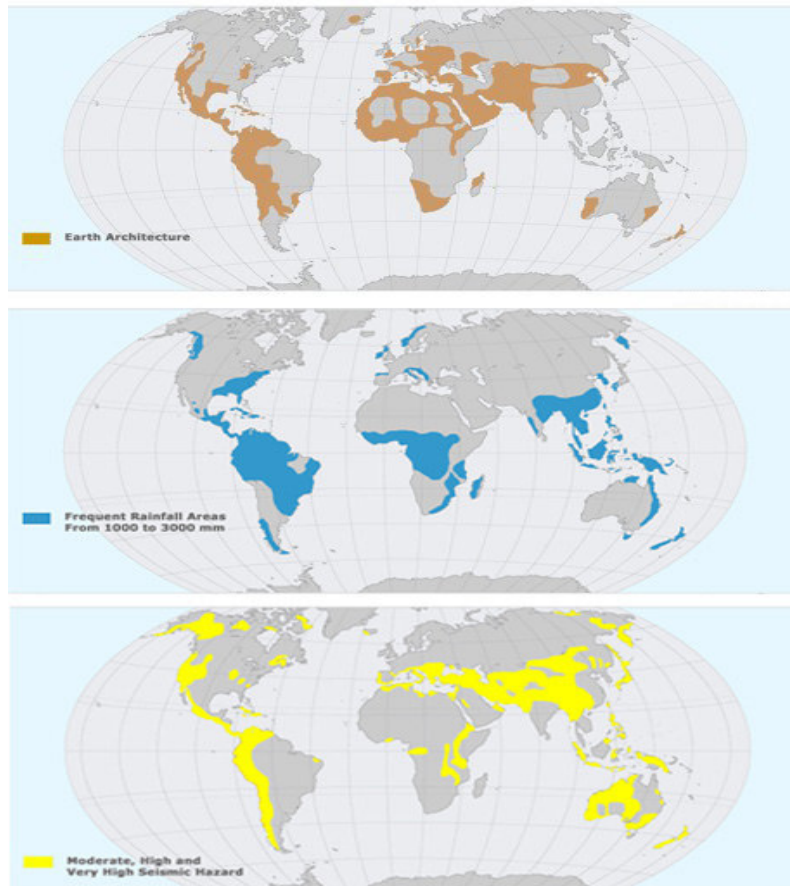 Earth Architecture
Frequent Rainfall Areas
From 1000 to 3000 mm
Moderate, High and
Very High Seismic Hazard